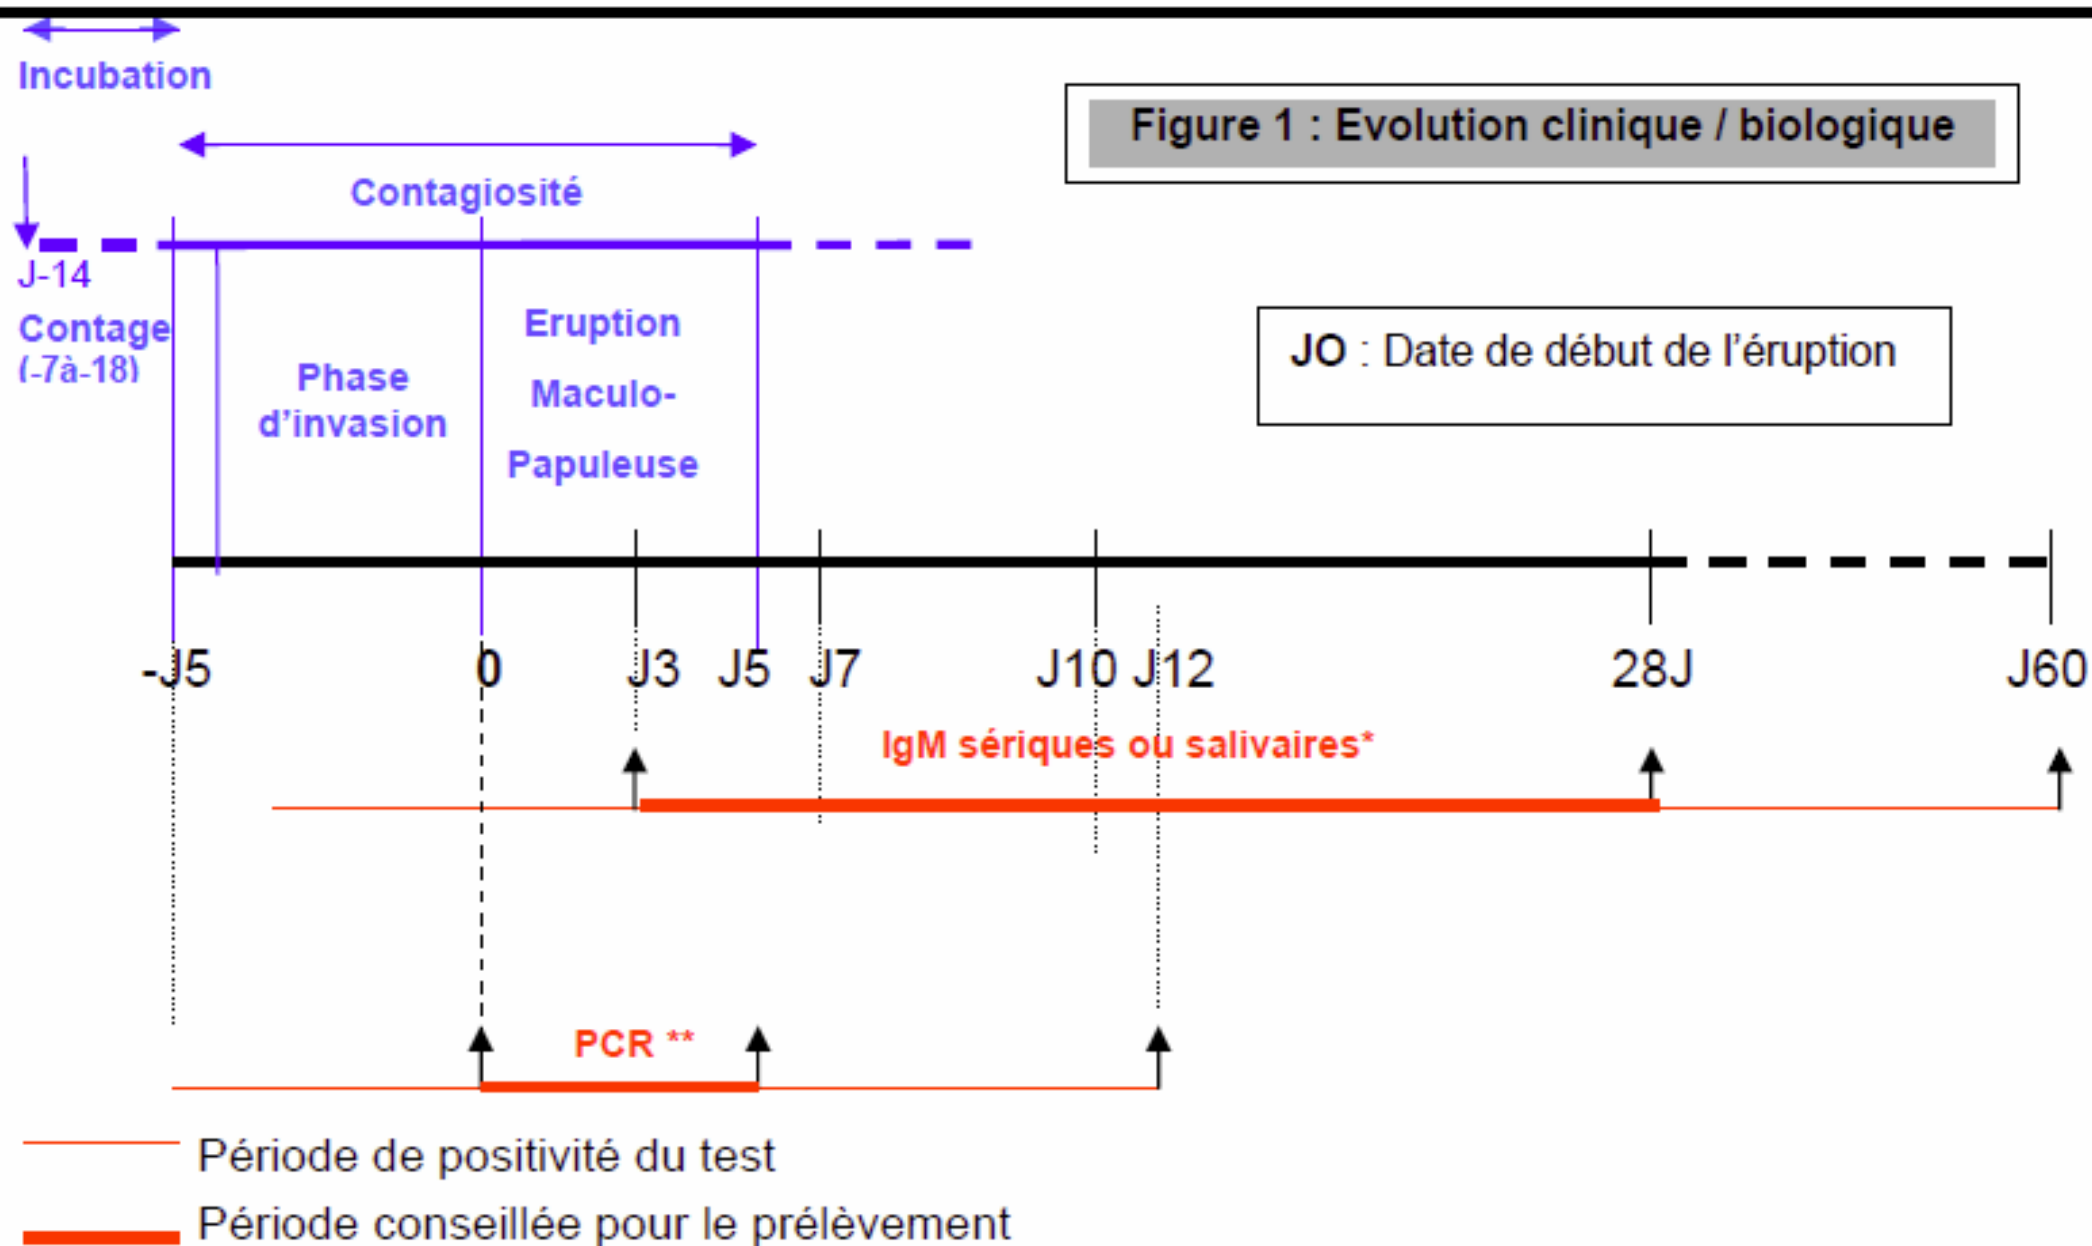 Incubation
Figure 1 : Evolution clinique / biologique
Contagiosité
J-14
Contage
(-7à-18)
Eruption
Maculo-
Papuleuse
Phase
d'invasion
JO : Date de début de l'éruption
-J5 0 J3 J5 J7 J10 J12 28J J60
IgM sériques ou salivaires*
PCR **
Période de positivité du test
Période conseillée pour le prélèvement